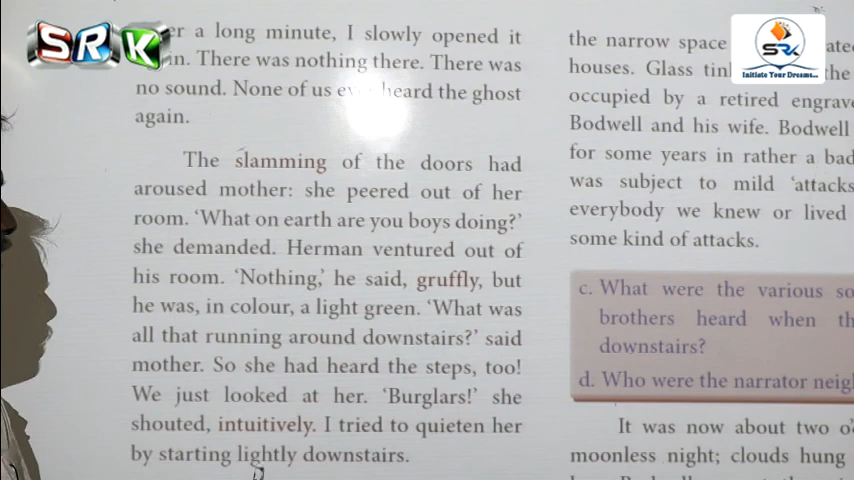 SRK
er a long minute, I slowly opened it
in. There was nothing there. There was
no sound. None of us heard the ghost
again.
The slamming of the doors had
aroused mother: she peered out of her
room. ‘What on earth are you boys doing?’
she demanded. Herman ventured out of
his room. ‘Nothing,’ he said, gruffly, but
he was, in colour, a light green. ‘What was
all that running around downstairs?’ said
mother. So she had heard the steps, too!
We just looked at her. ‘Burglars!’ she
shouted, intuitively. I tried to quieten her
by starting lightly downstairs.
SRK
Initiate Your Dreams...
the narrow space
houses. Glass the
occupied by a retired
Bodwell and his wife. Bodwell
for some years in rather a bad
was subject to mild ‘attacks
everybody we knew or lived
some kind of attacks.
c. What were the various
brothers heard when
downstairs?
d. Who were the narrator
It was now about two
moonless night; clouds hung